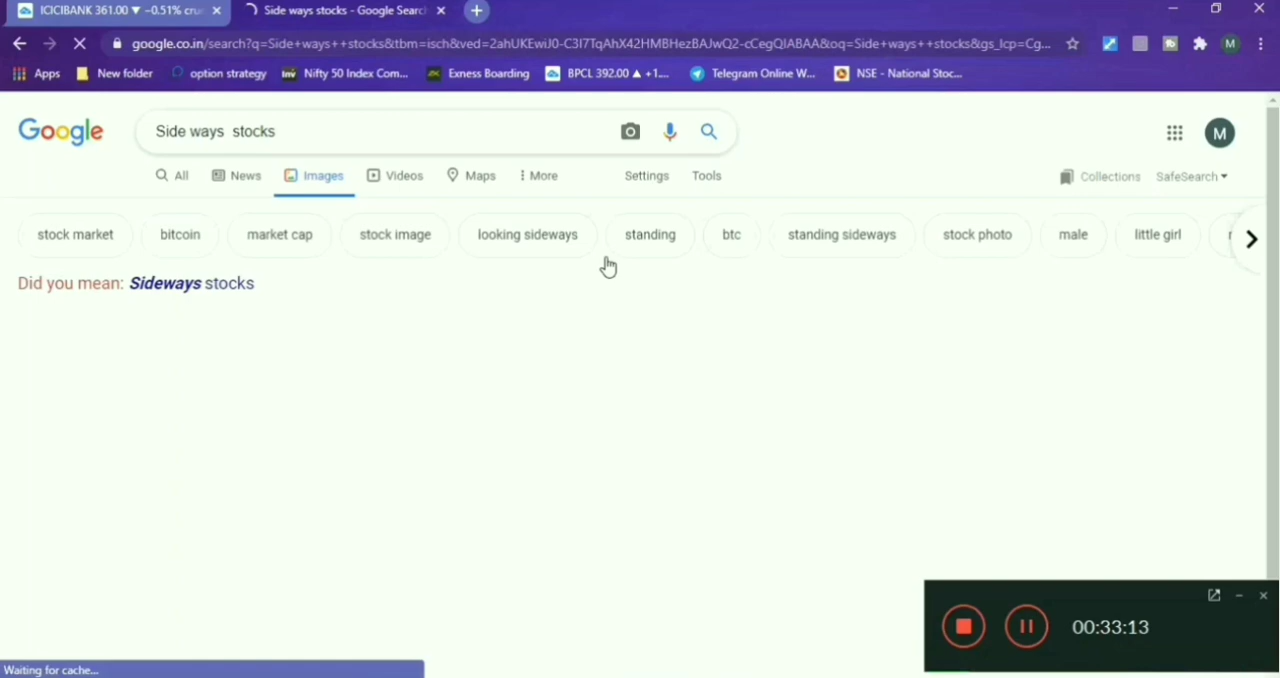 ICICIBANK 361.00 ▼ −0.51%
Side ways stocks - Google Searc
google.co.in/search?q=Side+ways++stocks&tbm=isch&ved=2ahUKEwiJ0-C3I7TqAhX42HMBHezBAJwQ2-cCegQIABAA&oq=Side+ways++stocks&gs_lcp=Cg...
M
Apps
New folder
option strategy
Nifty 50 Index Com...
Exness Boarding
BPCL 392.00 ▲ +1....
Telegram Online W...
NSE - National Stoc...
Google
Side ways  stocks
M
All
News
Images
Videos
Maps
More
Settings
Tools
Collections
SafeSearch
stock market
bitcoin
market cap
stock image
looking sideways
standing
btc
standing sideways
stock photo
male
little girl
Did you mean: Sideways stocks
00:33:13
Waiting for cache...